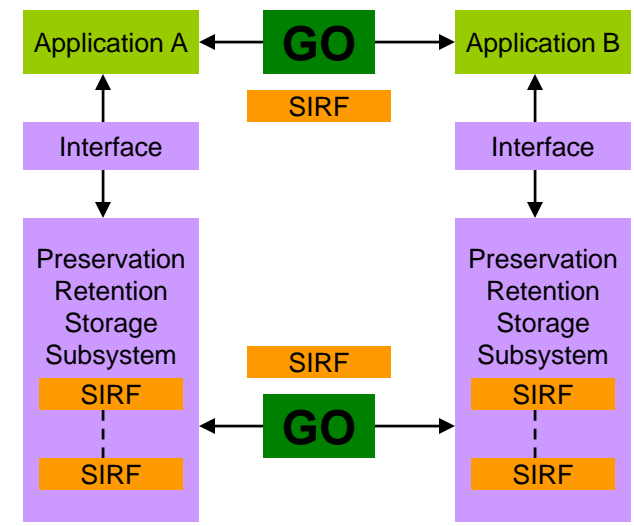 Application A
GO
Application B
SIRF
Interface
Interface
Preservation
Retention
Storage
Subsystem
SIRF
SIRF
Preservation
Retention
Storage
Subsystem
SIRF
SIRF
SIRF
GO